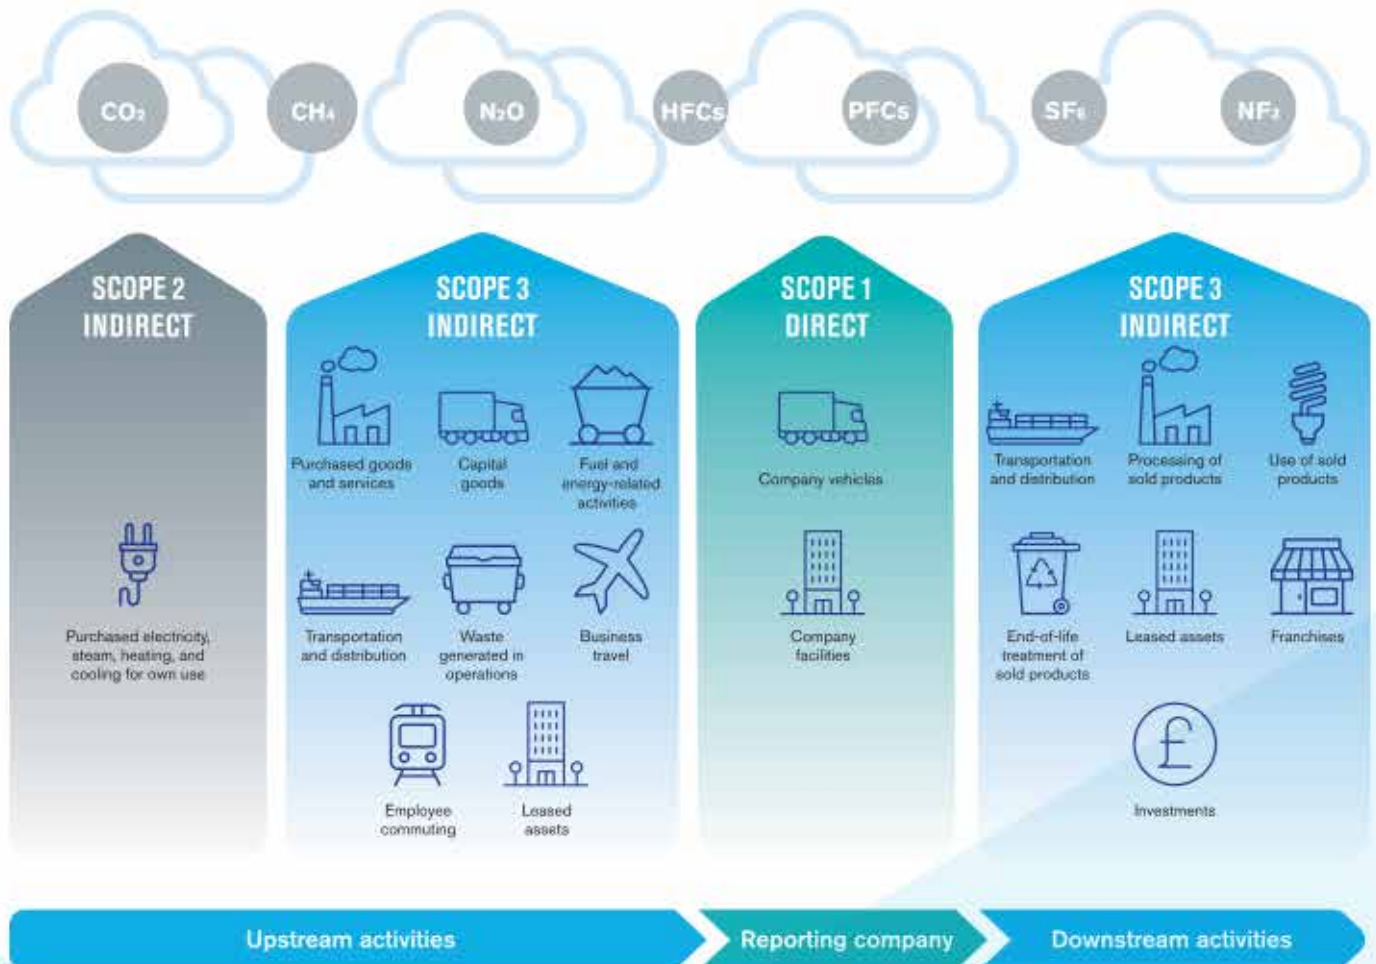 CO₂
CH₄
N₂O
HFCs
PFCs
SF₆
NF₃
SCOPE 2
INDIRECT
Purchased electricity,
steam, heating, and
cooling for own use
SCOPE 3
INDIRECT
Purchased goods
and services
Capital
goods
Fuel and
energy-related
activities
Transportation
and distribution
Waste
generated in
operations
Business
travel
Employee
commuting
Leased
assets
SCOPE 1
DIRECT
Company vehicles
Company
facilities
SCOPE 3
INDIRECT
Transportation
and distribution
Processing of
sold products
Use of sold
products
End-of-life
treatment of
sold products
Leased assets
Franchises
£
Investments
Upstream activities
Reporting company
Downstream activities